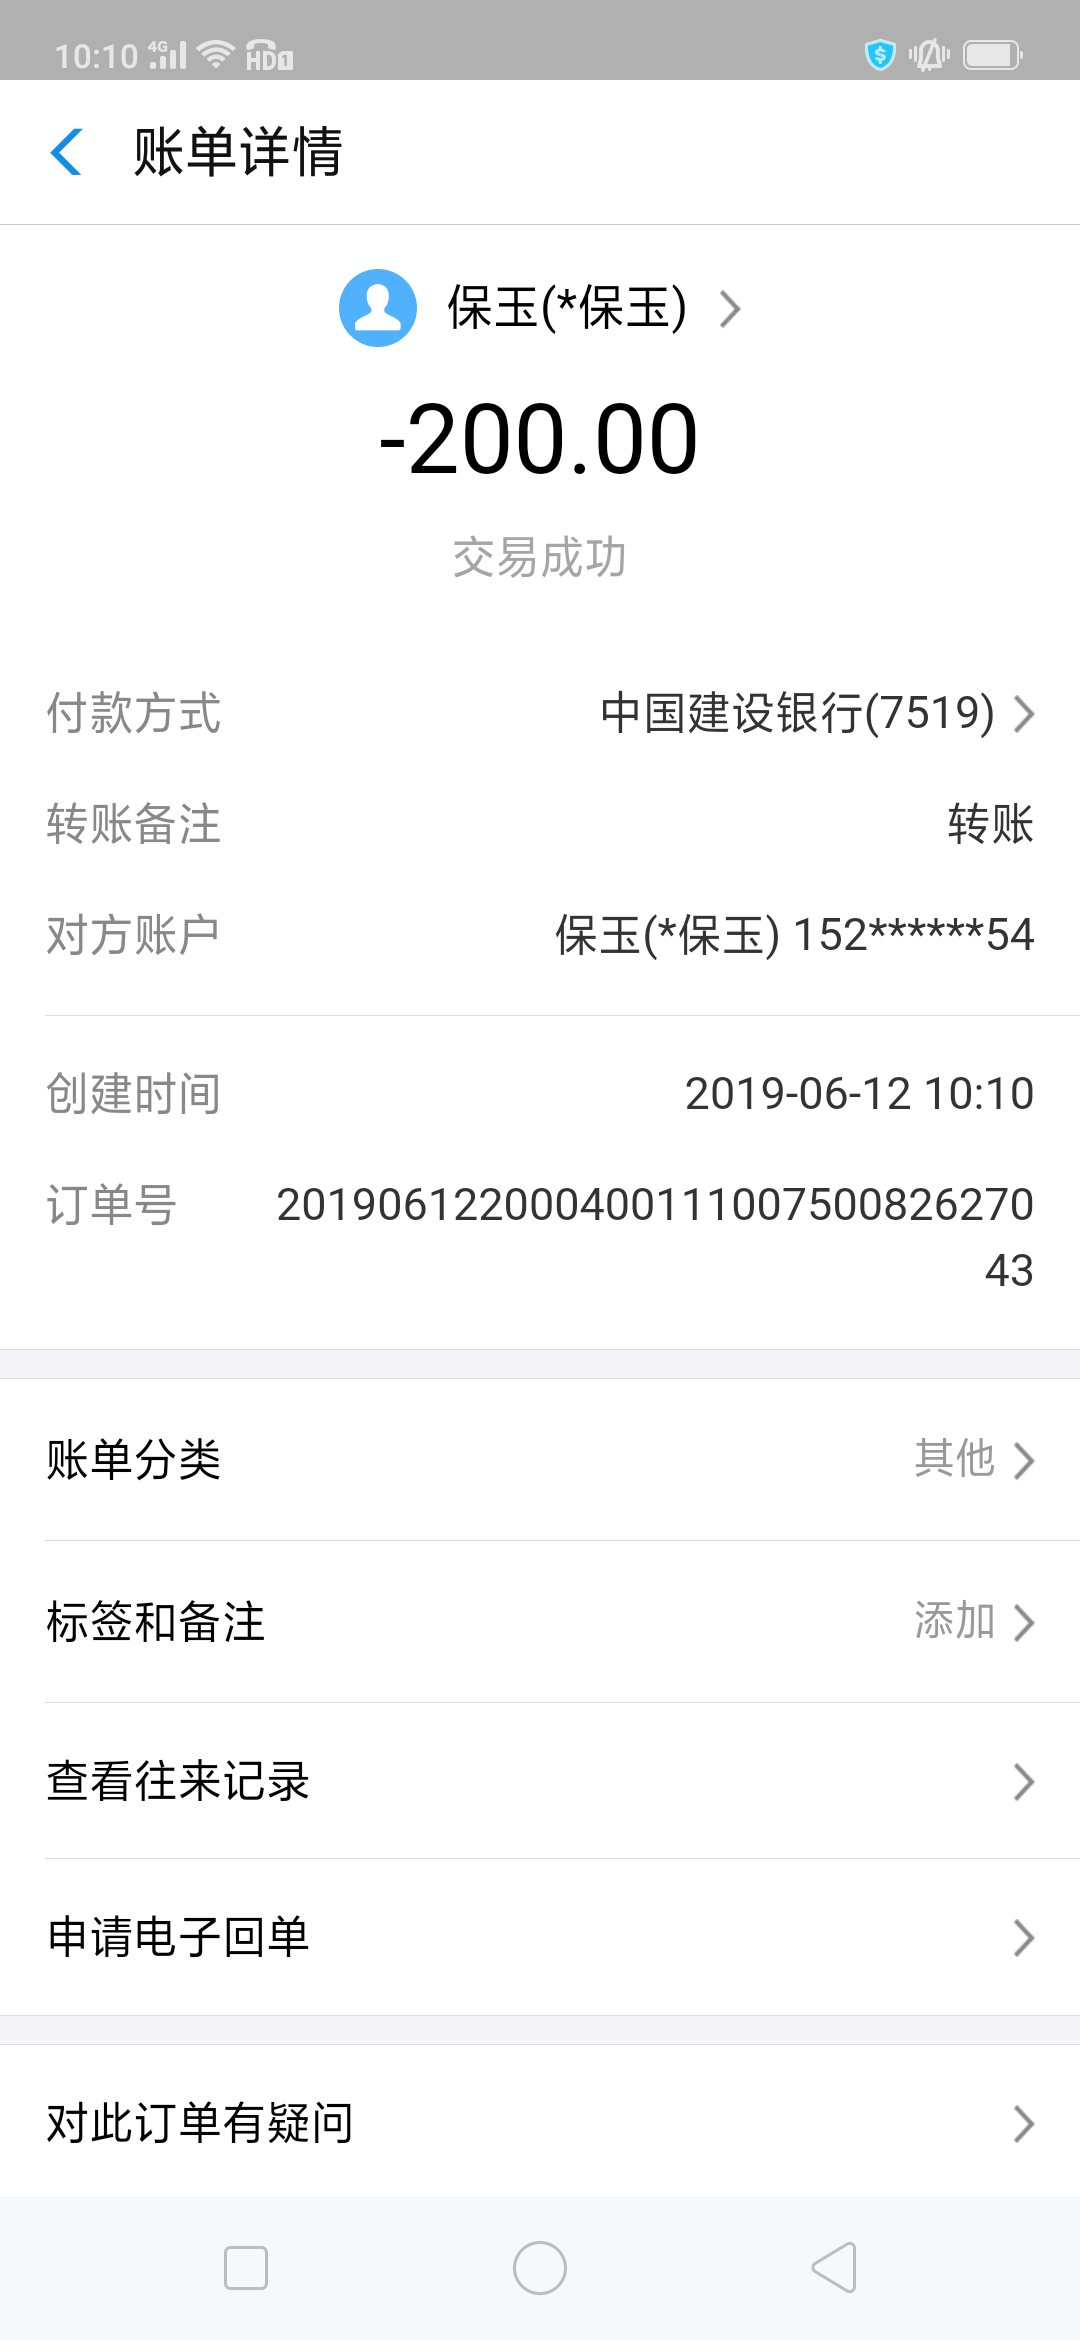 10:10 4G HD1
账单详情
保玉(*保玉)
-200.00
交易成功
付款方式 中国建设银行(7519)
转账备注 转账
对方账户 保玉(*保玉) 152******54
创建时间 2019-06-12 10:10
订单号 201906122000400111007500826270
43
账单分类 其他
标签和备注 添加
查看往来记录
申请电子回单
对此订单有疑问